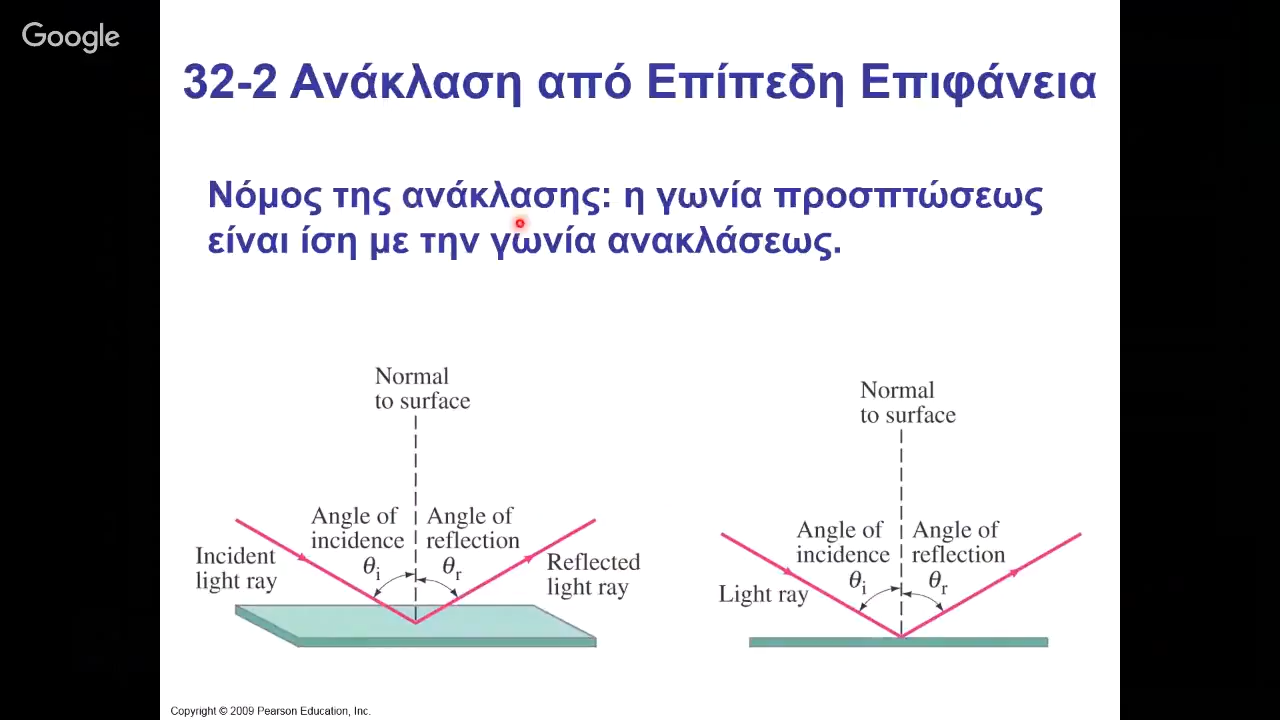 Google
32-2 Ανάκλαση από Επίπεδη Επιφάνεια
Νόμος της ανάκλασης: η γωνία προσπτώσεως
είναι ίση με την γωνία ανακλάσεως.
Normal
to surface
Angle of
incidence
θi
Angle of
reflection
θr
Incident
light ray
Reflected
light ray
Normal
to surface
Angle of
incidence
θi
Angle of
reflection
θr
Light ray
Copyright © 2009 Pearson Education, Inc.